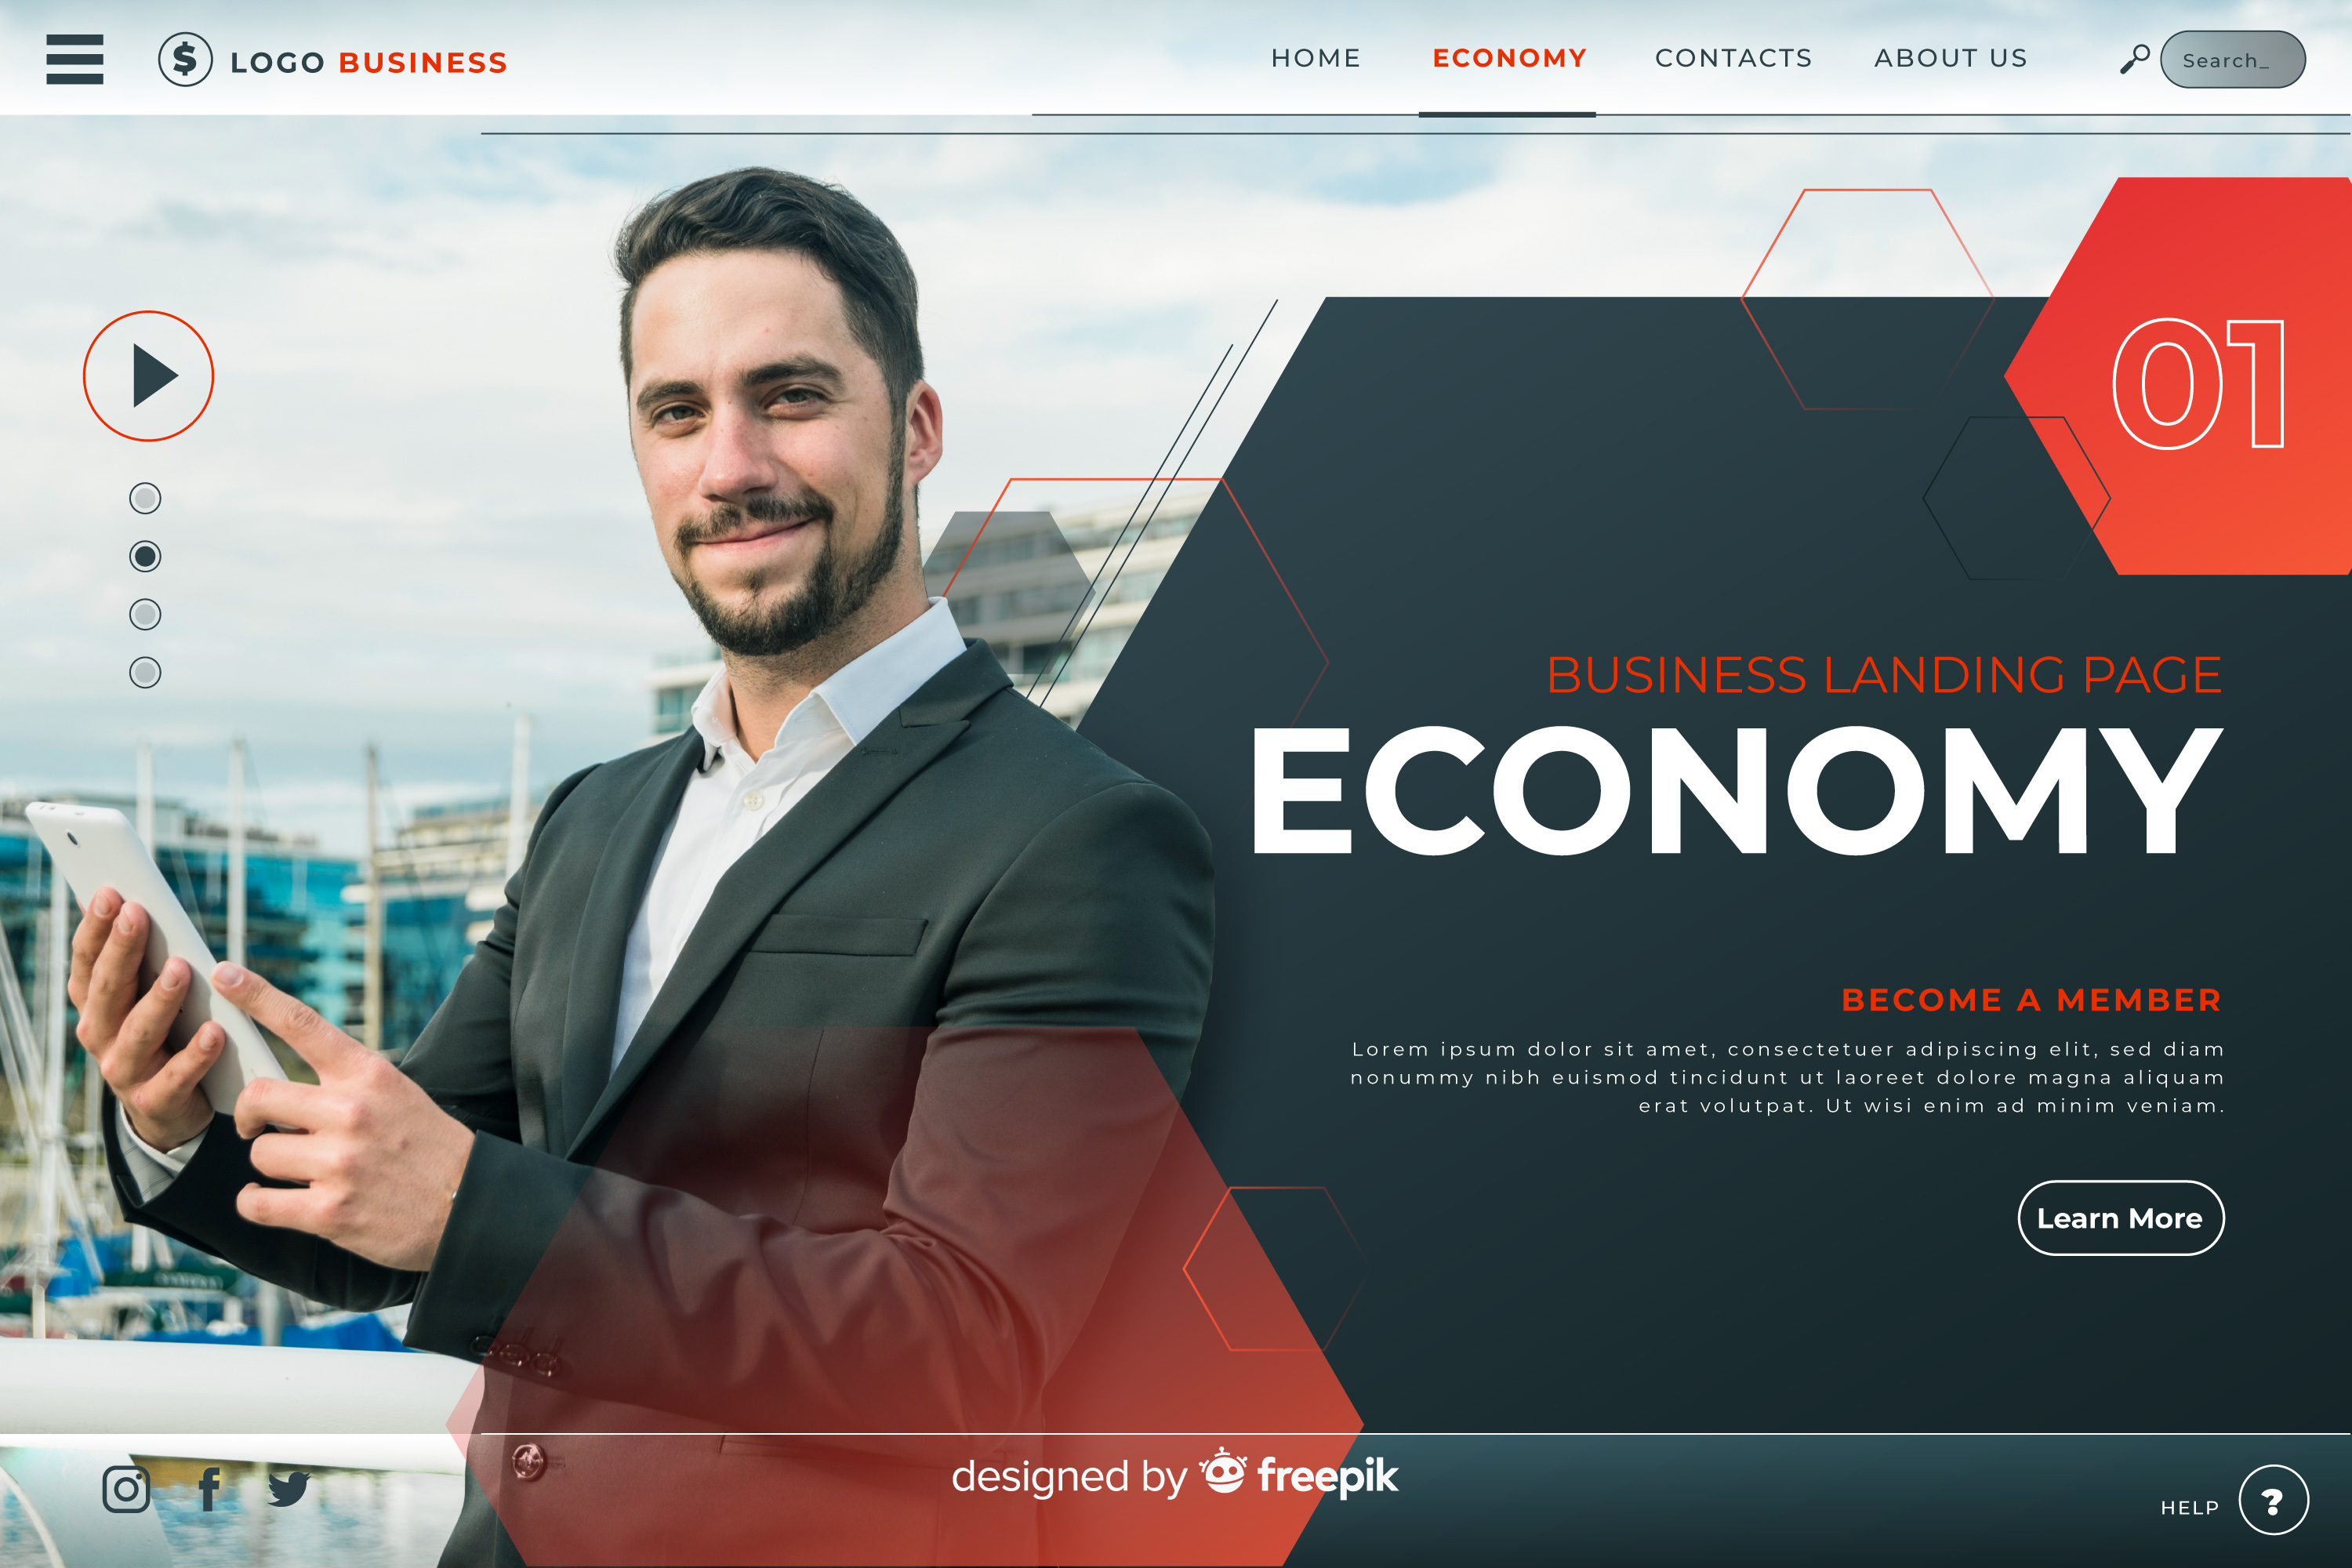 $ LOGO BUSINESS
HOME ECONOMY CONTACTS ABOUT US Search_
01
BUSINESS LANDING PAGE
ECONOMY
BECOME A MEMBER
Lorem ipsum dolor sit amet, consectetuer adipiscing elit, sed diam
nonummy nibh euismod tincidunt ut laoreet dolore magna aliquam
erat volutpat. Ut wisi enim ad minim veniam.
Learn More
designed by freepik
HELP ?